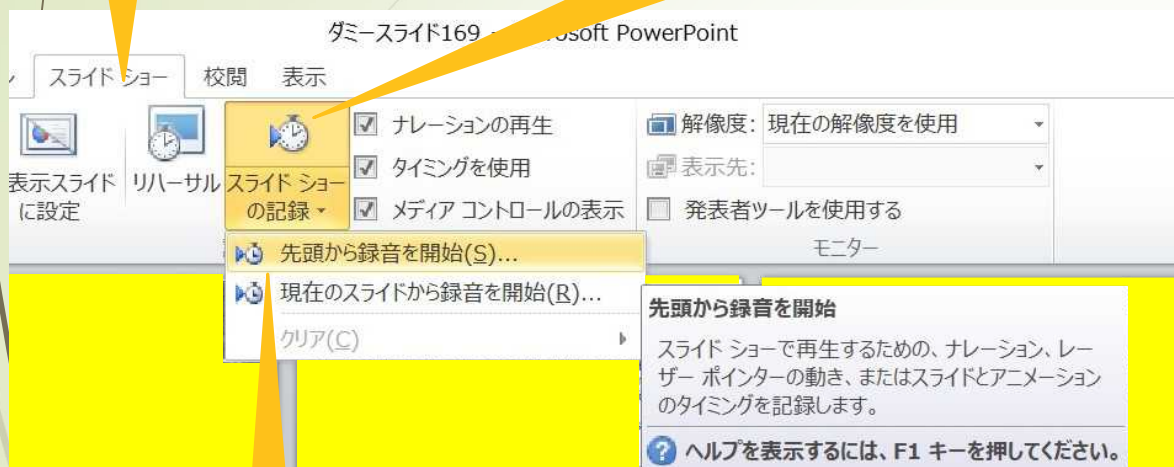 ダミースライド169 - Microsoft PowerPoint
スライド ショー 校閲 表示
表示スライドに設定
リハーサル
スライド ショーの記録
ナレーションの再生
タイミングを使用
メディア コントロールの表示
解像度: 現在の解像度を使用
表示先:
発表者ツールを使用する
モニター
先頭から録音を開始(S)...
現在のスライドから録音を開始(R)...
クリア(C)
先頭から録音を開始
スライド ショーで再生するための、ナレーション、レー
ザー ポインターの動き、またはスライドとアニメーション
のタイミングを記録します。
ヘルプを表示するには、F1 キーを押してください。